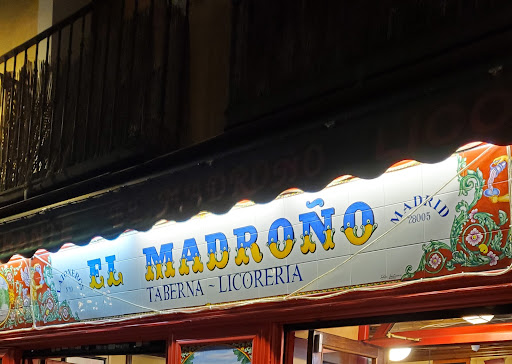 EL MADROÑO
TABERNA ~ LICORERIA
MADRID
28005